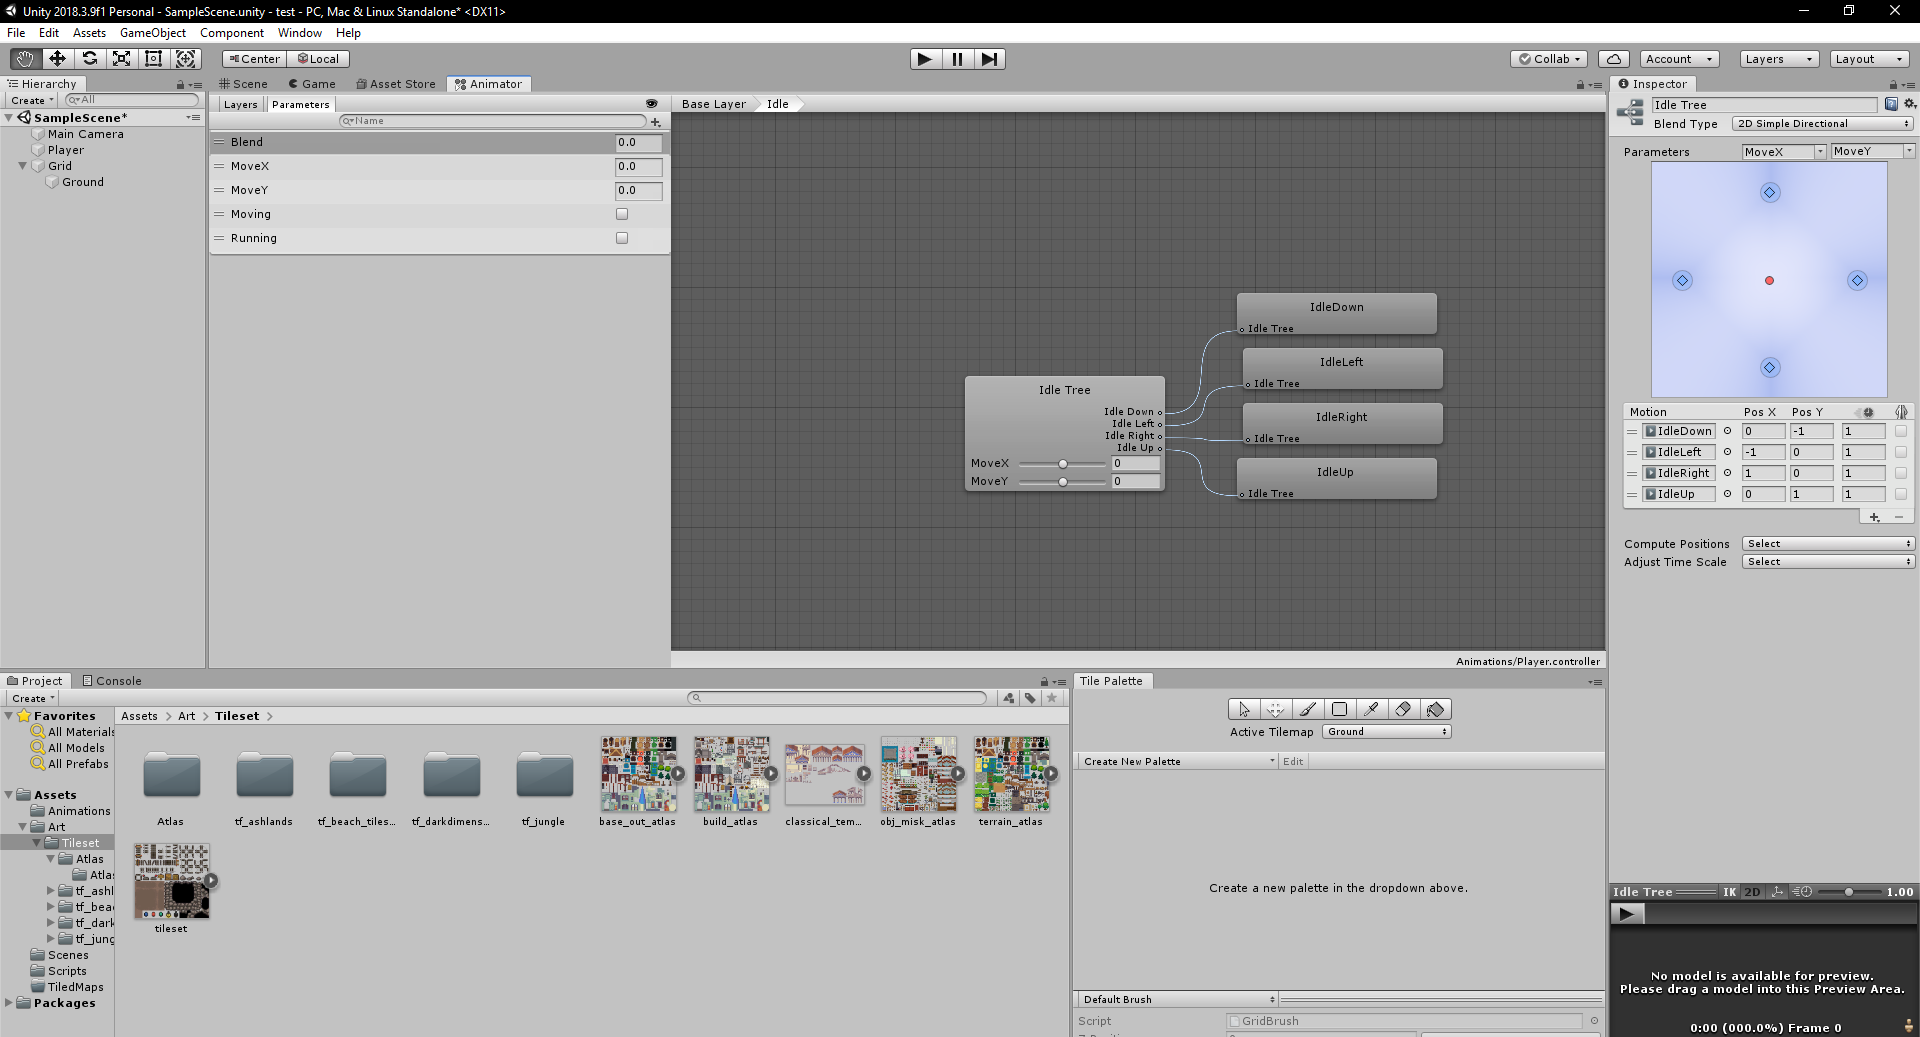 Unity 2018.3.9f1 Personal - SampleScene.unity - test - PC, Mac & Linux Standalone* <DX11>
File Edit Assets GameObject Component Window Help
Center Local Collab Account Layers Layout
Hierarchy
Create All
SampleScene*
Main Camera
Player
Grid
Ground
Scene Game Asset Store Animator
Layers Parameters
Name
Blend 0.0
MoveX 0.0
MoveY 0.0
Moving
Running
Base Layer Idle
IdleDown
Idle Tree
IdleLeft
Idle Tree
IdleRight
Idle Tree
IdleUp
Idle Tree
Idle Tree
Idle Down
Idle Left
Idle Right
Idle Up
MoveX 0
MoveY 0
Animations/Player.controller
Inspector
Idle Tree
Blend Type 2D Simple Directional
Parameters MoveX MoveY
Motion Pos X Pos Y
IdleDown 0 -1 1
IdleLeft -1 0 1
IdleRight 1 0 1
IdleUp 0 1 1
Compute Positions Select
Adjust Time Scale Select
Idle Tree IK 2D 1.00
No model is available for preview.
Please drag a model into this Preview Area.
0:00 (000.0%) Frame 0
Project Console
Create
Favorites
All Materials
All Models
All Prefabs
Assets
Animations
Art
Tileset
Atlas
Atlas
tf_ashl
tf_beac
tf_dark
tf_jung
Scenes
Scripts
TiledMaps
Packages
Assets > Art > Tileset >
Atlas tf_ashlands tf_beach_tiles... tf_darkdimens... tf_jungle base_out_atlas build_atlas classical_tem... obj_misk_atlas terrain_atlas
tileset
Tile Palette
Active Tilemap Ground
Create New Palette Edit
Create a new palette in the dropdown above.
Default Brush
Script GridBrush